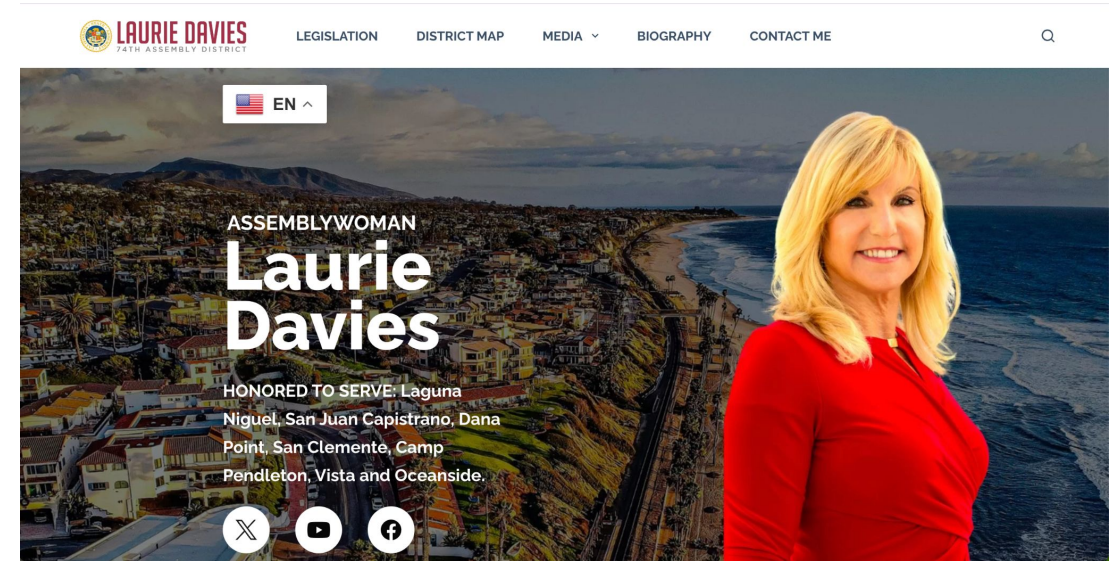 LAURIE DAVIES
74TH ASSEMBLY DISTRICT
LEGISLATION
DISTRICT MAP
MEDIA
BIOGRAPHY
CONTACT ME
EN
ASSEMBLYWOMAN
Laurie
Davies
HONORED TO SERVE: Laguna
Niguel, San Juan Capistrano, Dana
Point, San Clemente, Camp
Pendleton, Vista and Oceanside.